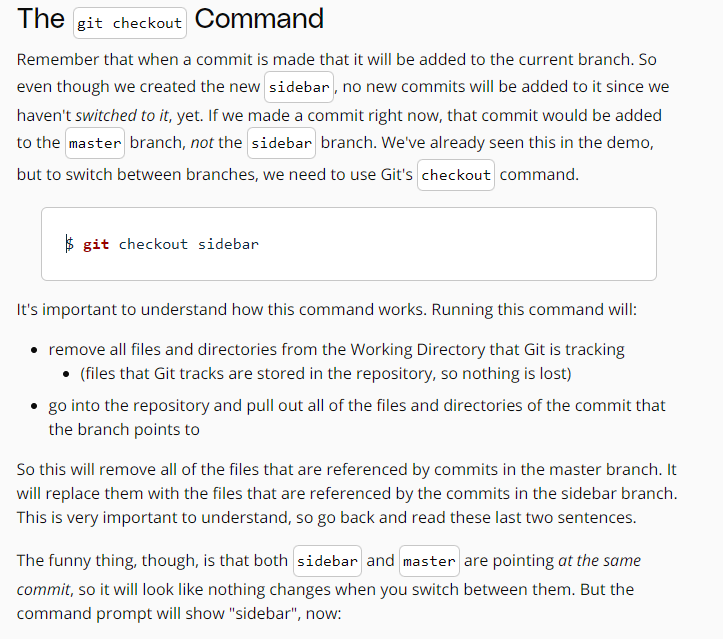 The git checkout Command
Remember that when a commit is made that it will be added to the current branch. So
even though we created the new sidebar, no new commits will be added to it since we
haven't switched to it, yet. If we made a commit right now, that commit would be added
to the master branch, not the sidebar branch. We've already seen this in the demo,
but to switch between branches, we need to use Git's checkout command.
$ git checkout sidebar
It's important to understand how this command works. Running this command will:
• remove all files and directories from the Working Directory that Git is tracking
• (files that Git tracks are stored in the repository, so nothing is lost)
• go into the repository and pull out all of the files and directories of the commit that
the branch points to
So this will remove all of the files that are referenced by commits in the master branch. It
will replace them with the files that are referenced by the commits in the sidebar branch.
This is very important to understand, so go back and read these last two sentences.
The funny thing, though, is that both sidebar and master are pointing at the same
commit, so it will look like nothing changes when you switch between them. But the
command prompt will show "sidebar", now: